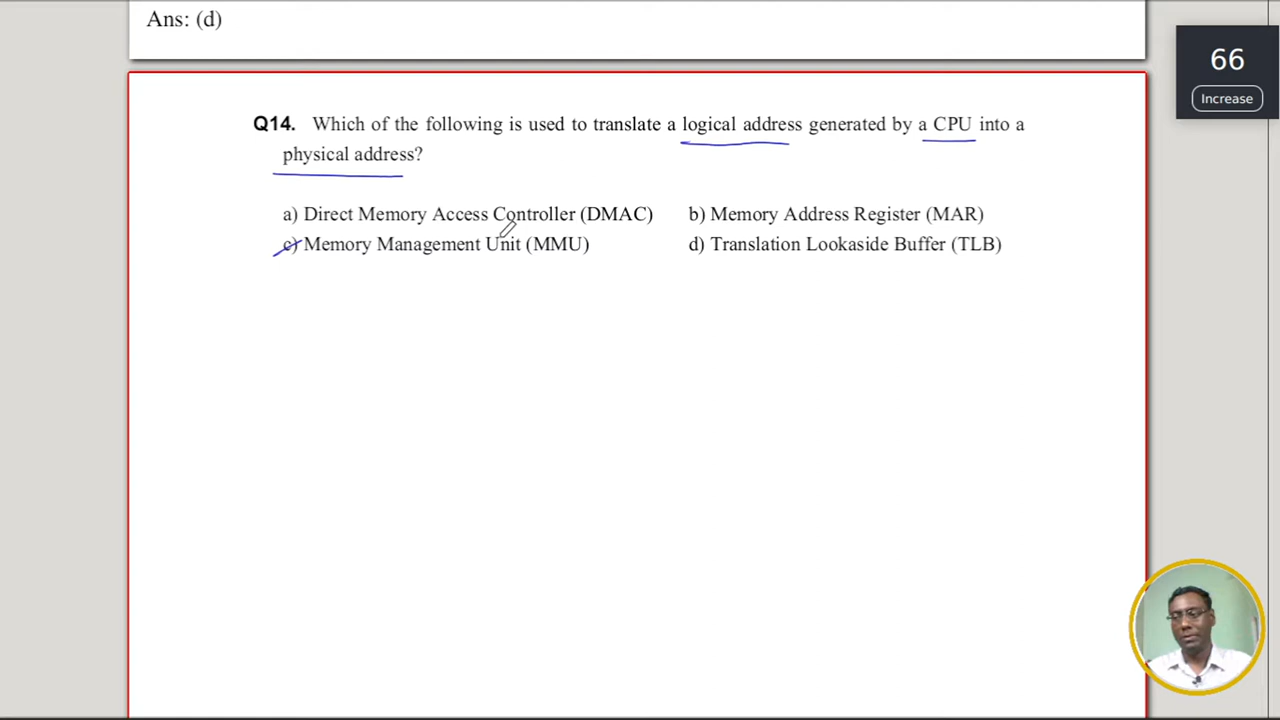 Ans: (d)
66
Increase
Q14. Which of the following is used to translate a logical address generated by a CPU into a
physical address?
a) Direct Memory Access Controller (DMAC) b) Memory Address Register (MAR)
c) Memory Management Unit (MMU) d) Translation Lookaside Buffer (TLB)